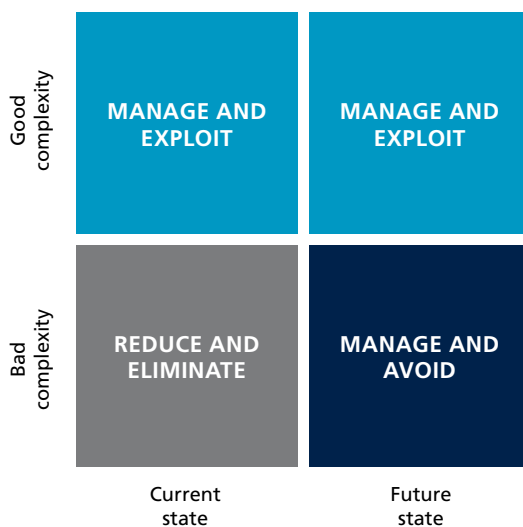 Good
complexity
MANAGE AND
EXPLOIT
MANAGE AND
EXPLOIT
Bad
complexity
REDUCE AND
ELIMINATE
MANAGE AND
AVOID
Current
state
Future
state